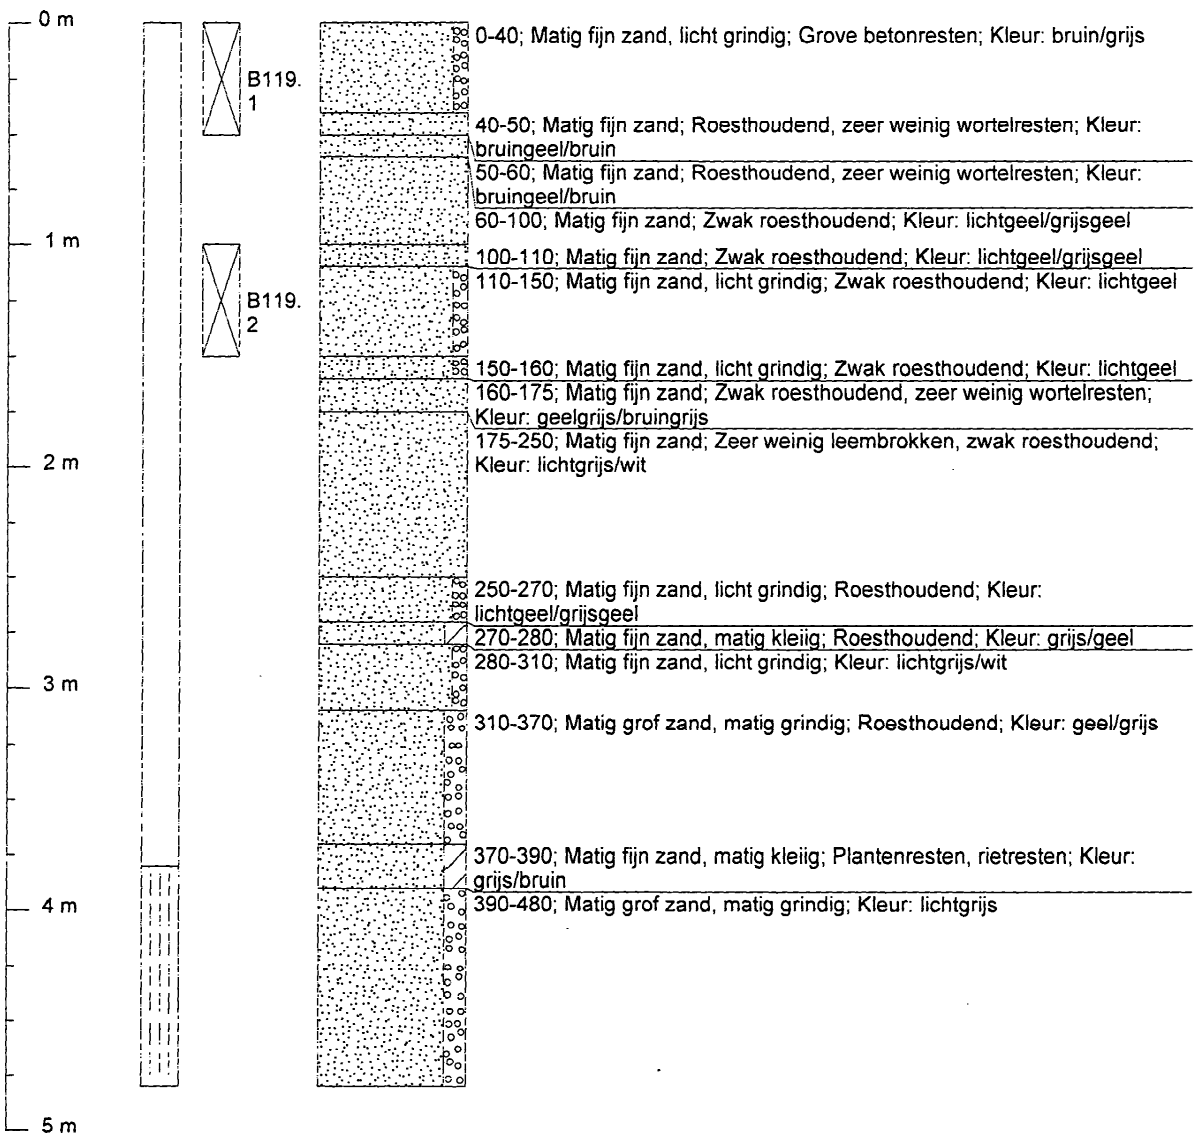 0 m
0-40; Matig fijn zand, licht grindig; Grove betonresten; Kleur: bruin/grijs
B119.
1
40-50; Matig fijn zand; Roesthoudend, zeer weinig wortelresten; Kleur:
bruingeel/bruin
50-60; Matig fijn zand; Roesthoudend, zeer weinig wortelresten; Kleur:
bruingeel/bruin
60-100; Matig fijn zand; Zwak roesthoudend; Kleur: lichtgeel/grijsgeel
1 m
100-110; Matig fijn zand; Zwak roesthoudend; Kleur: lichtgeel/grijsgeel
110-150; Matig fijn zand, licht grindig; Zwak roesthoudend; Kleur: lichtgeel
B119.
2
150-160; Matig fijn zand, licht grindig; Zwak roesthoudend; Kleur: lichtgeel
160-175; Matig fijn zand; Zwak roesthoudend, zeer weinig wortelresten;
Kleur: geelgrijs/bruingrijs
175-250; Matig fijn zand; Zeer weinig leembrokken, zwak roesthoudend;
Kleur: lichtgrijs/wit
2 m
250-270; Matig fijn zand, licht grindig; Roesthoudend; Kleur:
lichtgeel/grijsgeel
270-280; Matig fijn zand, matig kleiig; Roesthoudend; Kleur: grijs/geel
280-310; Matig fijn zand, licht grindig; Kleur: lichtgrijs/wit
3 m
310-370; Matig grof zand, matig grindig; Roesthoudend; Kleur: geel/grijs
370-390; Matig fijn zand, matig kleiig; Plantenresten, rietresten; Kleur:
grijs/bruin
390-480; Matig grof zand, matig grindig; Kleur: lichtgrijs
4 m
5 m